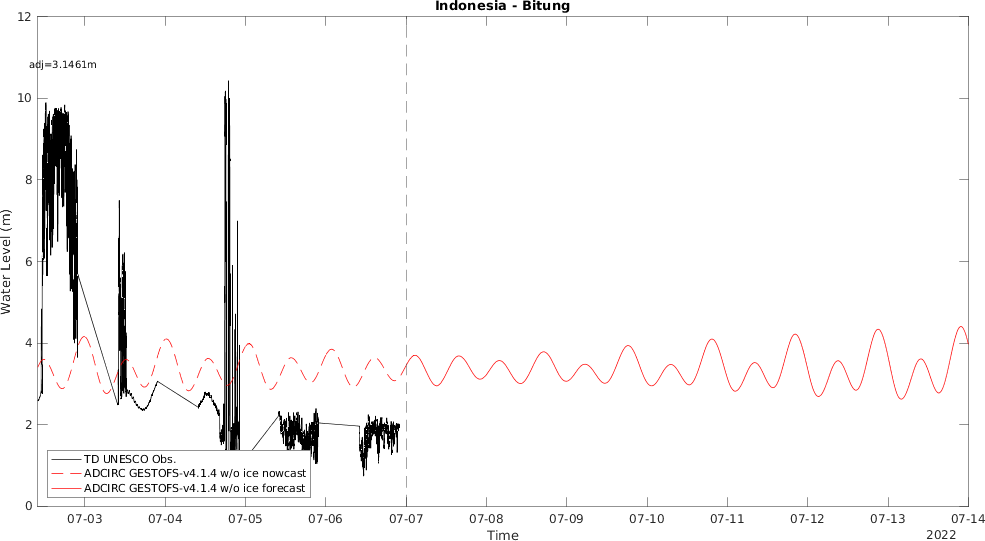 Indonesia - Bitung
adj=3.1461m
Water Level (m)
12
10
8
6
4
2
0
TD UNESCO Obs.
ADCIRC GESTOFS-v4.1.4 w/o ice nowcast
ADCIRC GESTOFS-v4.1.4 w/o ice forecast
07-03 07-04 07-05 07-06 07-07 07-08 07-09 07-10 07-11 07-12 07-13 07-14
Time
2022